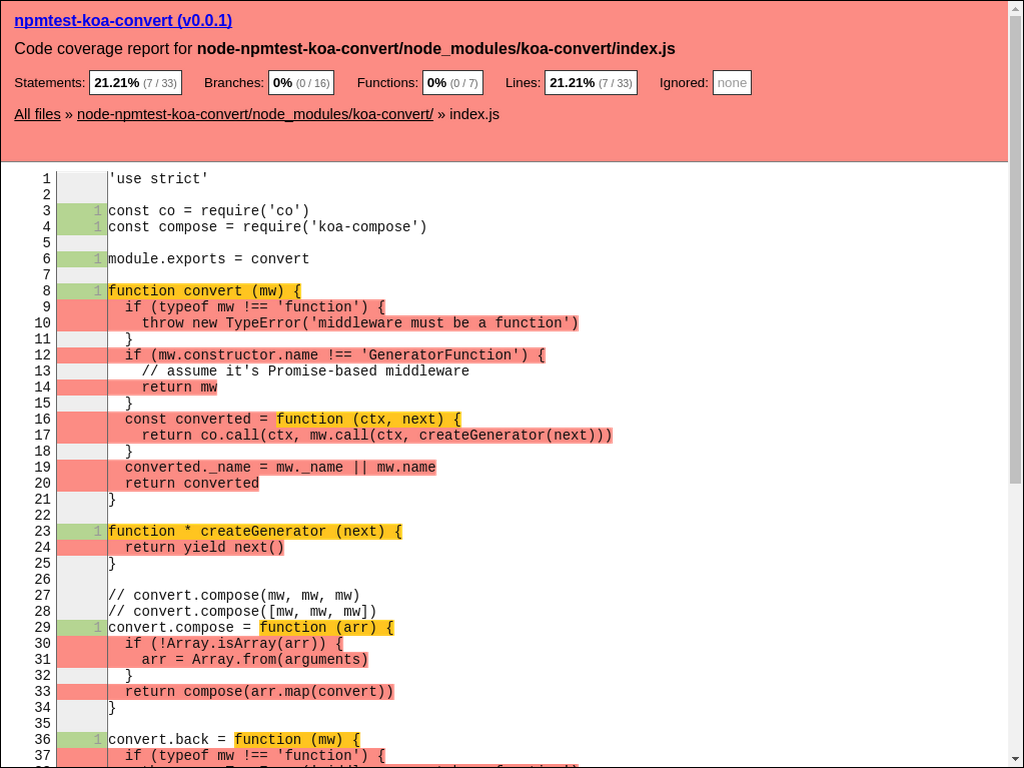 npmtest-koa-convert (v0.0.1)
Code coverage report for node-npmtest-koa-convert/node_modules/koa-convert/index.js
Statements: 21.21% (7 / 33) Branches: 0% (0 / 16) Functions: 0% (0 / 7) Lines: 21.21% (7 / 33) Ignored: none
All files » node-npmtest-koa-convert/node_modules/koa-convert/ » index.js
1 'use strict'
2
3 1 const co = require('co')
4 1 const compose = require('koa-compose')
5
6 1 module.exports = convert
7
8 1 function convert (mw) {
9 if (typeof mw !== 'function') {
10 throw new TypeError('middleware must be a function')
11 }
12 if (mw.constructor.name !== 'GeneratorFunction') {
13 // assume it's Promise-based middleware
14 return mw
15 }
16 const converted = function (ctx, next) {
17 return co.call(ctx, mw.call(ctx, createGenerator(next)))
18 }
19 converted._name = mw._name || mw.name
20 return converted
21 }
22
23 1 function * createGenerator (next) {
24 return yield next()
25 }
26
27 // convert.compose(mw, mw, mw)
28 // convert.compose([mw, mw, mw])
29 1 convert.compose = function (arr) {
30 if (!Array.isArray(arr)) {
31 arr = Array.from(arguments)
32 }
33 return compose(arr.map(convert))
34 }
35
36 1 convert.back = function (mw) {
37 if (typeof mw !== 'function') {